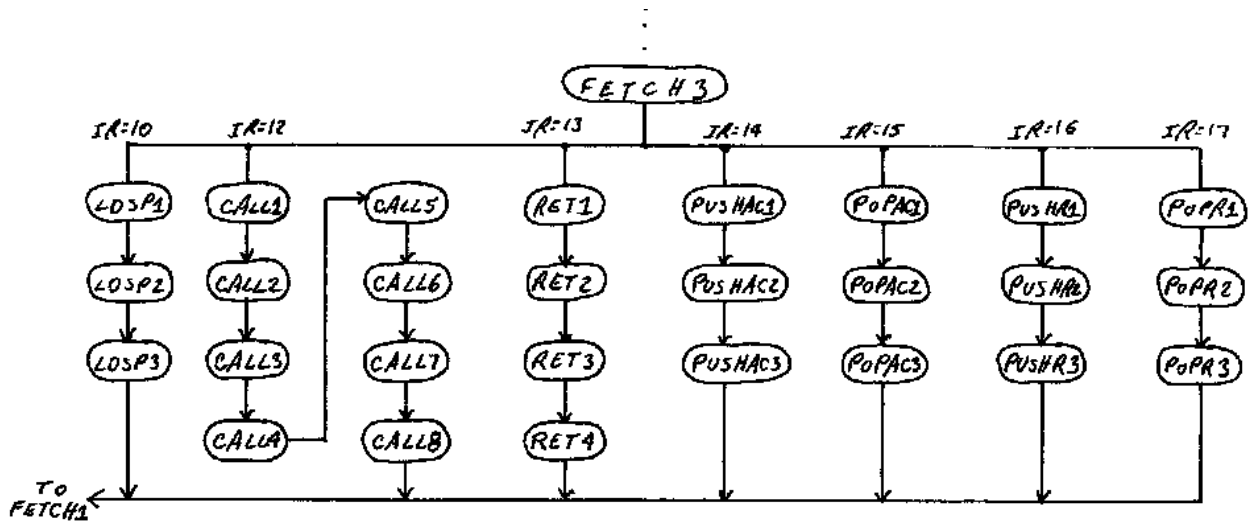 FETCH3
IR=10 IR=12 IR=13 IR=14 IR=15 IR=16 IR=17
LDSP1 CALL1 CALL5 RET1 PUSHAC1 POPAC1 PUSHR1 POPR1
LDSP2 CALL2 CALL6 RET2 PUSHAC2 POPAC2 PUSHR2 POPR2
LDSP3 CALL3 CALL7 RET3 PUSHAC3 POPAC3 PUSHR3 POPR3
CALL4 CALL8 RET4
TO
FETCH1